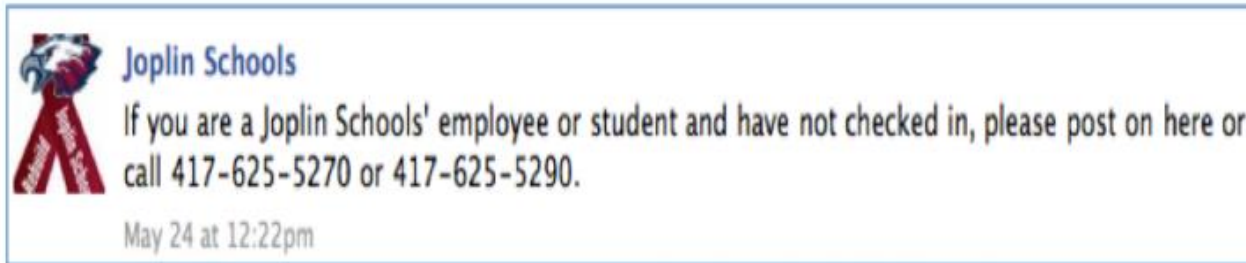 Joplin Schools
If you are a Joplin Schools' employee or student and have not checked in, please post on here or
call 417-625-5270 or 417-625-5290.
May 24 at 12:22pm